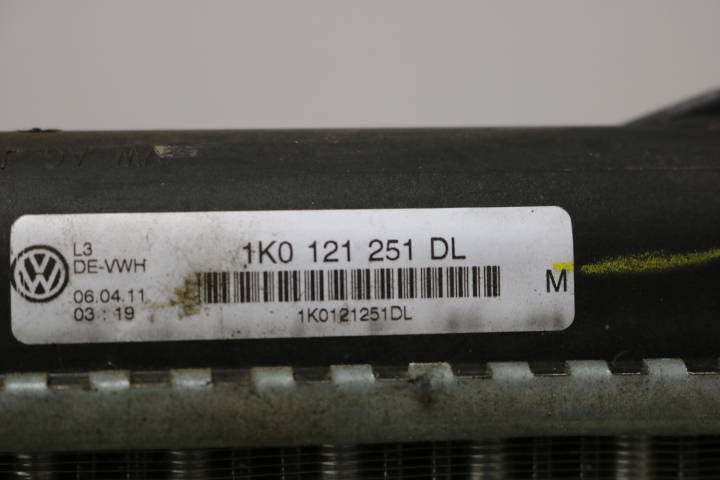 L3
DE-VWH
06.04.11
03 : 19
1K0 121 251 DL
1K0121251DL
M